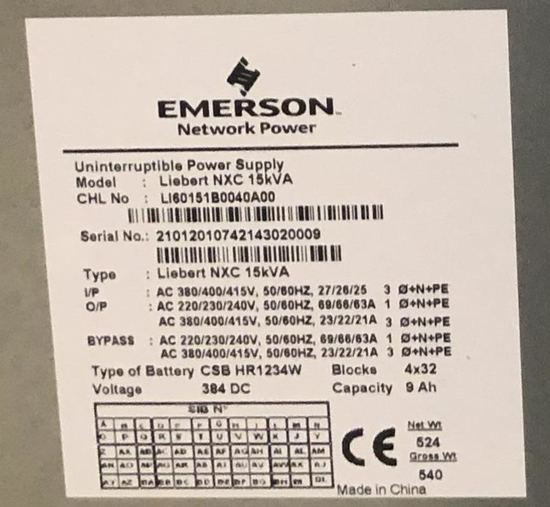 EMERSON
Network Power
Uninterruptible Power Supply
Model : Liebert NXC 15kVA
CHL No : LI60151B0040A00
Serial No.: 21012010742143020009
Type : Liebert NXC 15kVA
I/P : AC 380/400/415V, 50/60HZ, 27/26/25 3 Ø+N+PE
O/P : AC 220/230/240V, 50/60HZ, 69/66/63A 1 Ø+N+PE
AC 380/400/415V, 50/60HZ, 23/22/21A 3 Ø+N+PE
BYPASS : AC 220/230/240V, 50/60HZ, 69/66/63A 1 Ø+N+PE
AC 380/400/415V, 50/60HZ, 23/22/21A 3 Ø+N+PE
Type of Battery CSB HR1234W Blocks 4x32
Voltage 384 DC Capacity 9 Ah
SIB N°
CE
Net Wt
524
Gross Wt
540
Made in China